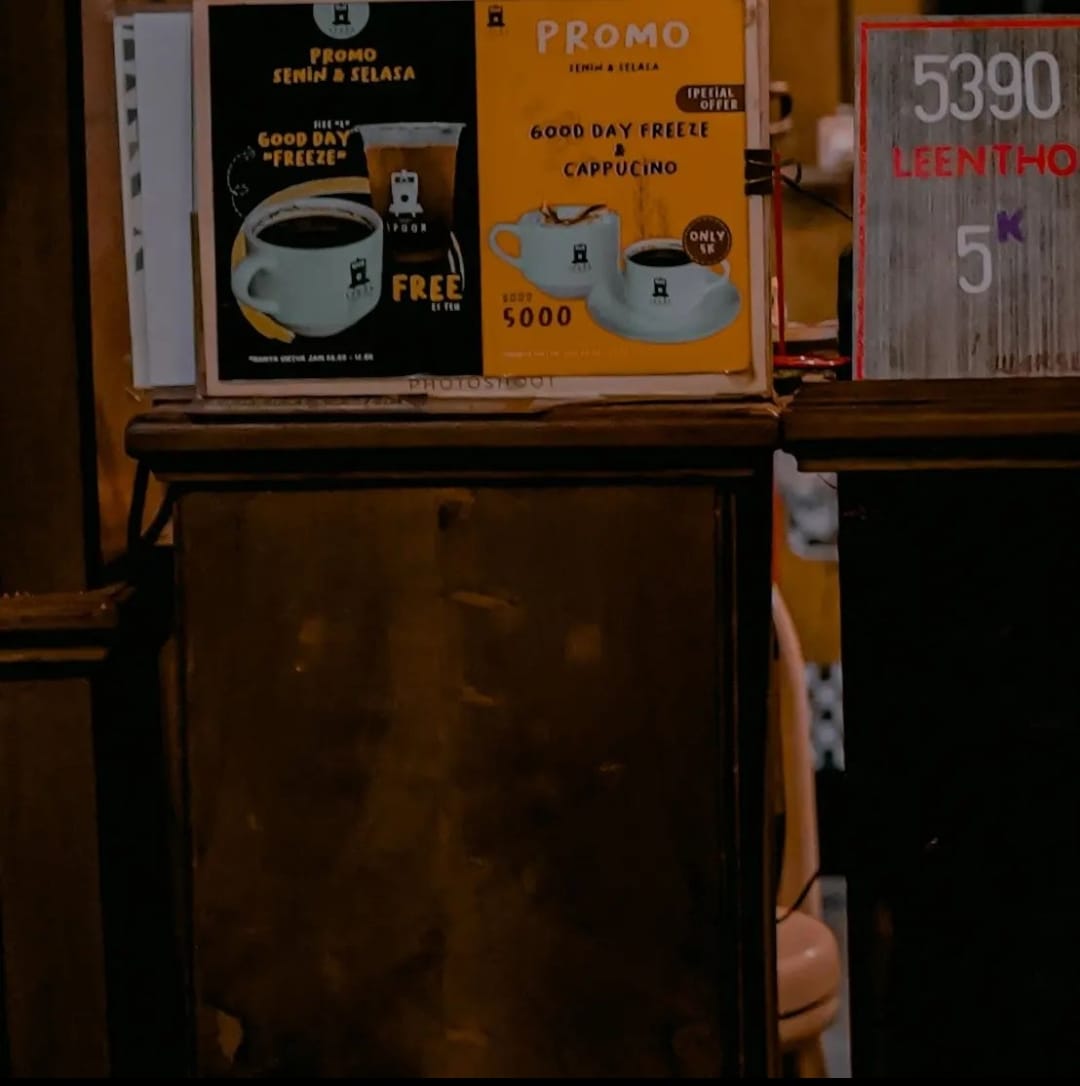 PROMO
SENIN & SELASA
SIZE "L"
GOOD DAY
"FREEZE"
FREE
PROMO
SENIN & SELASA
SPECIAL
OFFER
GOOD DAY FREEZE
&
CAPPUCINO
ONLY
5K
5000
PHOTOSHOOT
5390
LEENTHO
5K